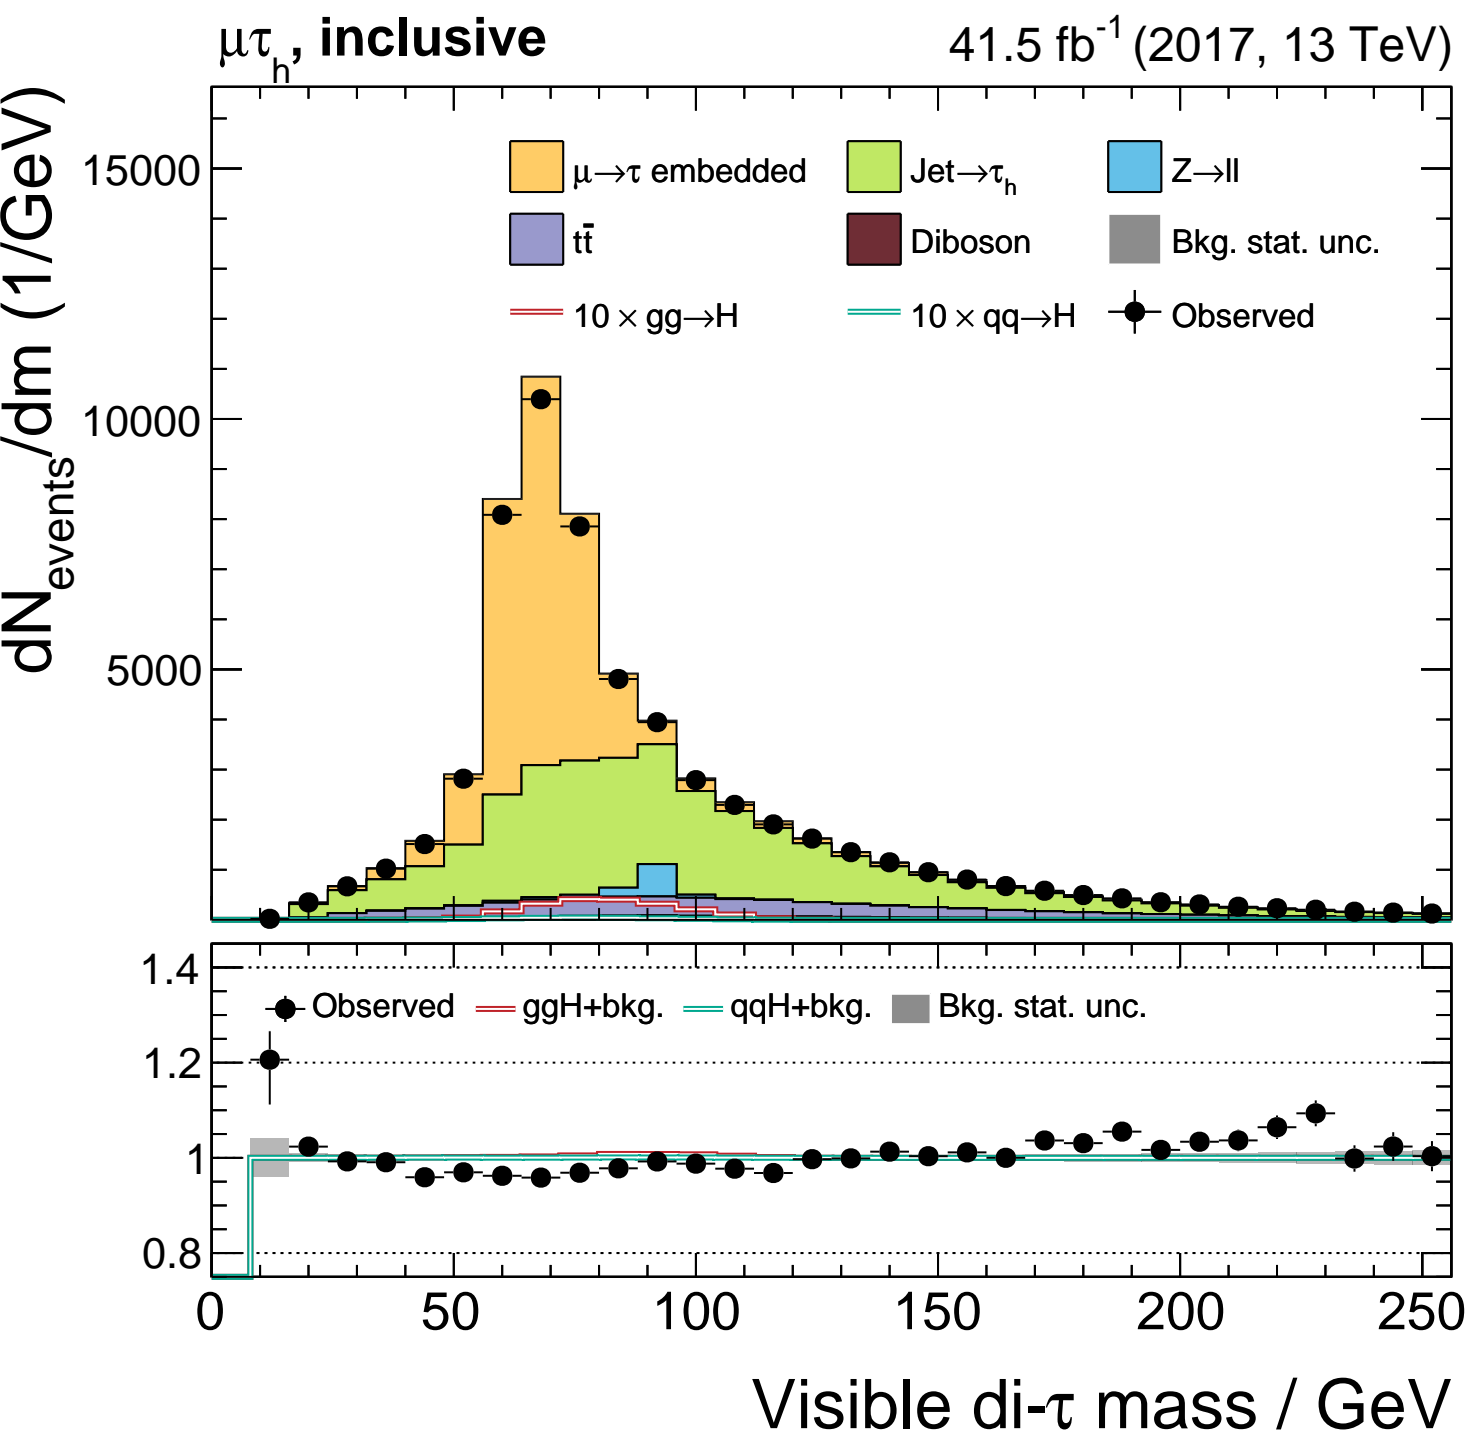 μτh, inclusive 41.5 fb-1 (2017, 13 TeV)
dNevents/dm (1/GeV)
15000
10000
5000
μ→τ embedded Jet→τh Z→ll
tt̄ Diboson Bkg. stat. unc.
10 × gg→H 10 × qq→H Observed
1.4
1.2
1
0.8
Observed ggH+bkg. qqH+bkg. Bkg. stat. unc.
0 50 100 150 200 250
Visible di-τ mass / GeV